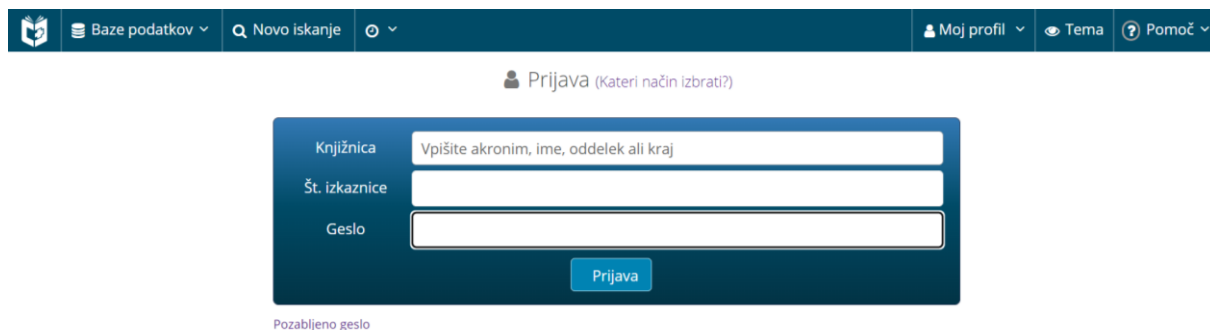 Baze podatkov Novo iskanje Moj profil Tema Pomoč
Prijava (Kateri način izbrati?)
Knjižnica Vpišite akronim, ime, oddelek ali kraj
Št. izkaznice
Geslo
Prijava
Pozabljeno geslo